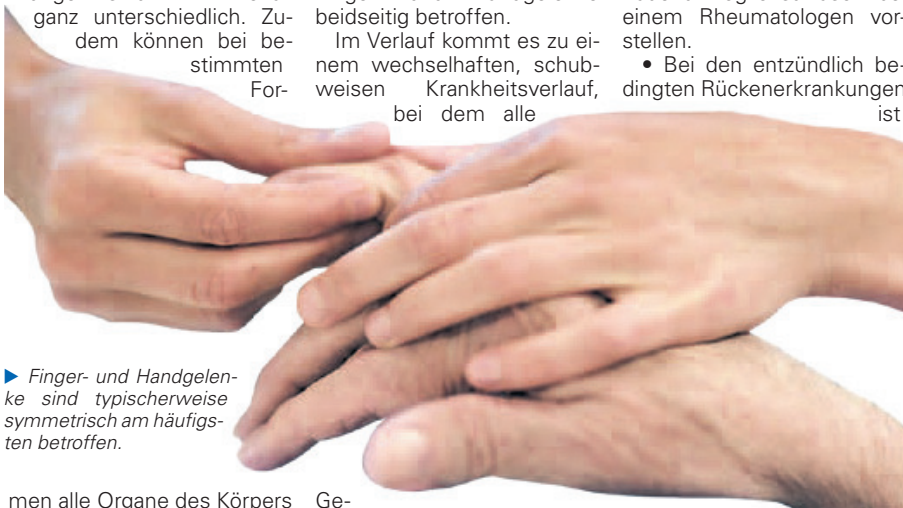 ganz unterschiedlich. Zu-
dem können bei be-
stimmten
For-
▶ Finger- und Handgelen-
ke sind typischerweise
symmetrisch am häufigs-
ten betroffen.
men alle Organe des Körpers
beidseitig betroffen.
Im Verlauf kommt es zu ei-
nem wechselhaften, schub-
weisen Krankheitsverlauf,
bei dem alle
Ge-
einem Rheumatologen vor-
stellen.
• Bei den entzündlich be-
dingten Rückenerkrankungen
ist